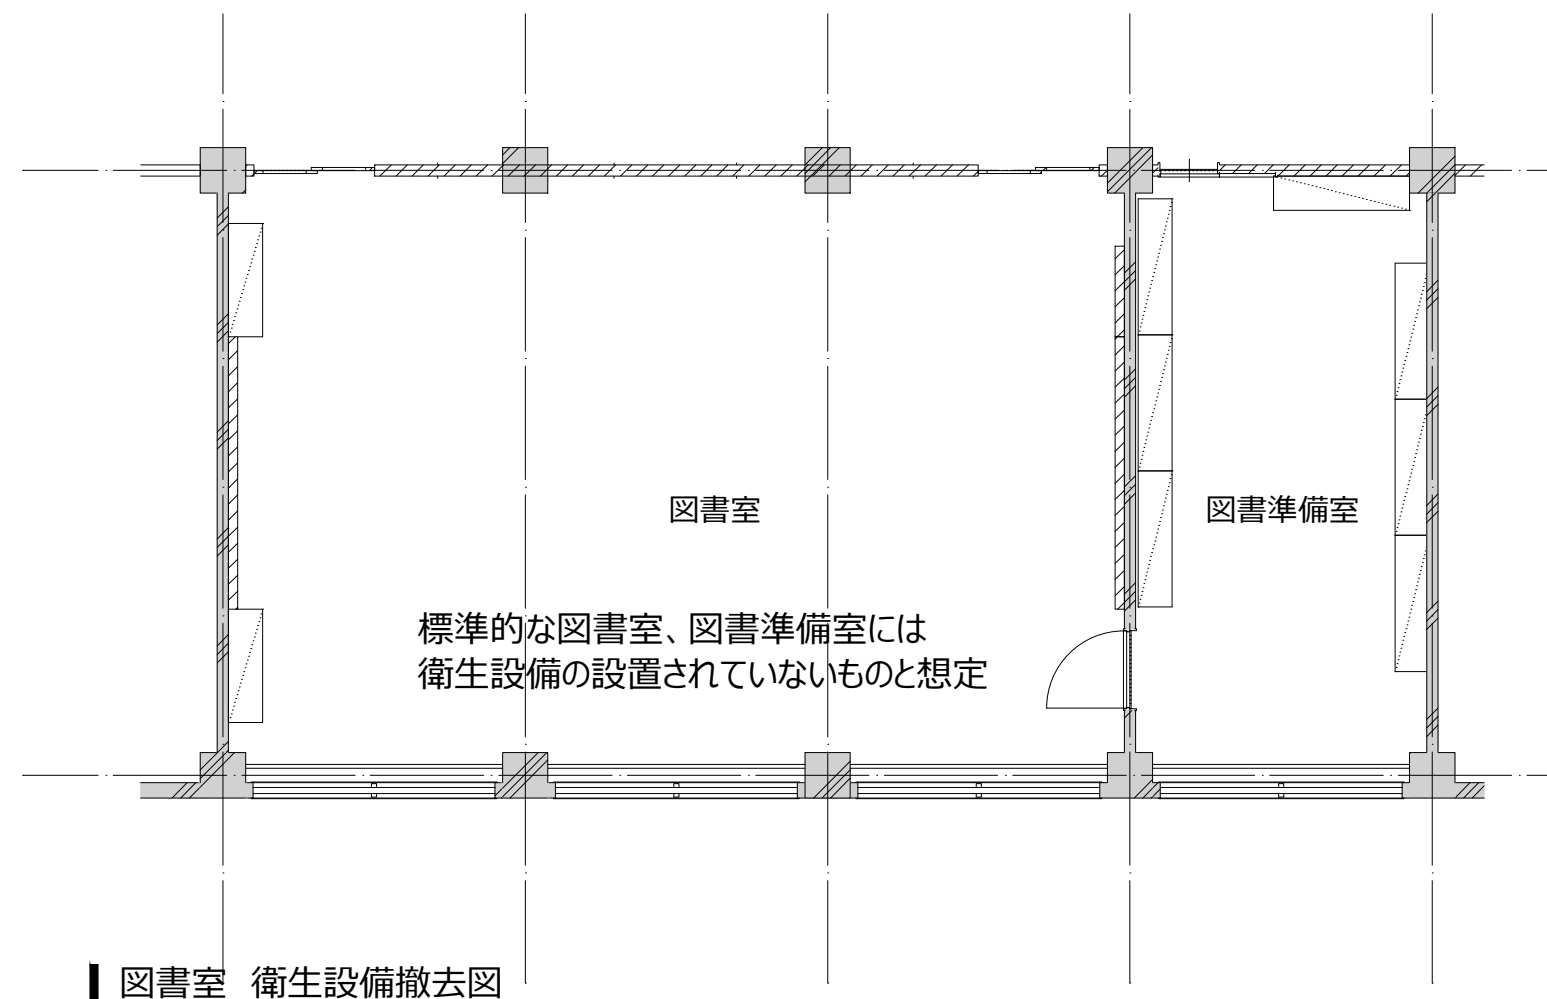 図書室
図書準備室
標準的な図書室、図書準備室には
衛生設備の設置されていないものと想定
図書室 衛生設備撤去図